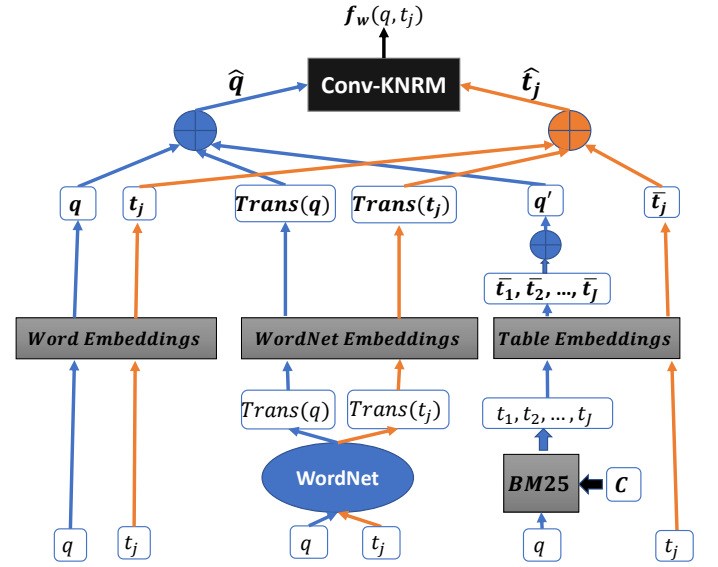 f_w(q, t_j)
q̂
Conv-KNRM
t̂_j
q
t_j
Trans(q)
Trans(t_j)
q′
t̄_j
t̄_1, t̄_2, ..., t̄_J
Word Embeddings
WordNet Embeddings
Table Embeddings
Trans(q)
Trans(t_j)
t_1, t_2, ..., t_J
WordNet
BM25
C
q
t_j
q
t_j
q
t_j